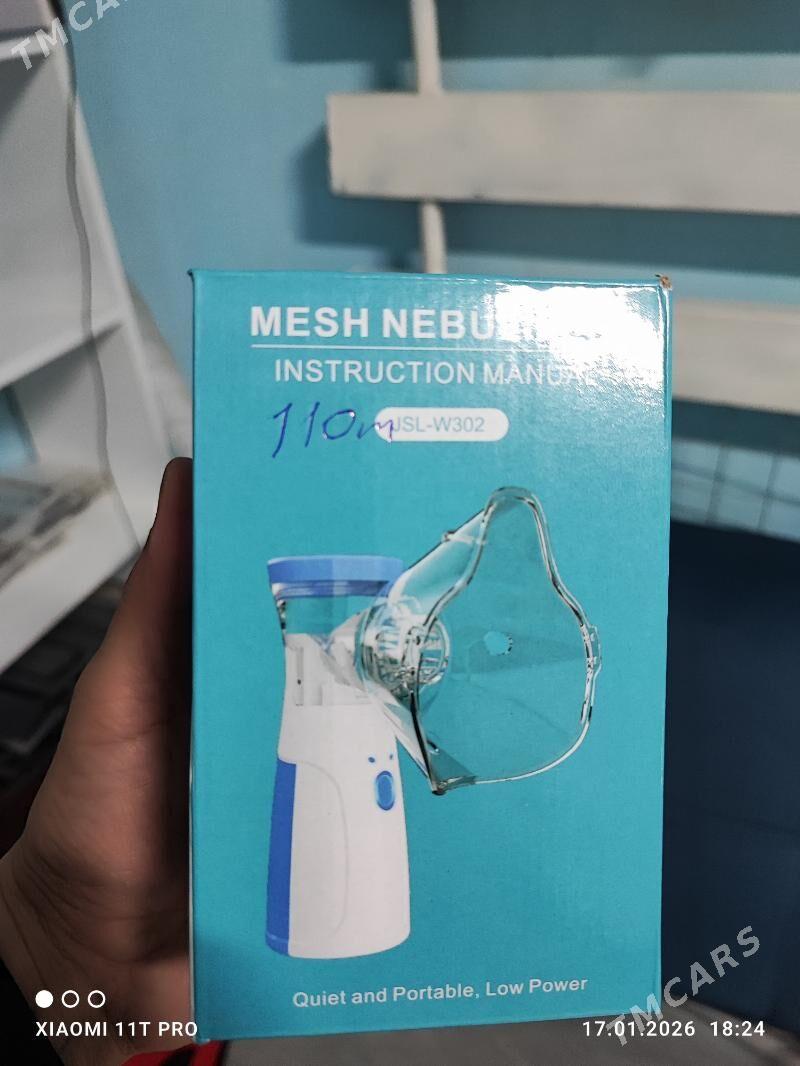 TMCARS
MESH NEBU
INSTRUCTION MANUAL
110m
JSL-W302
Quiet and Portable, Low Power
TMCARS
XIAOMI 11T PRO
17.01.2026 18:24